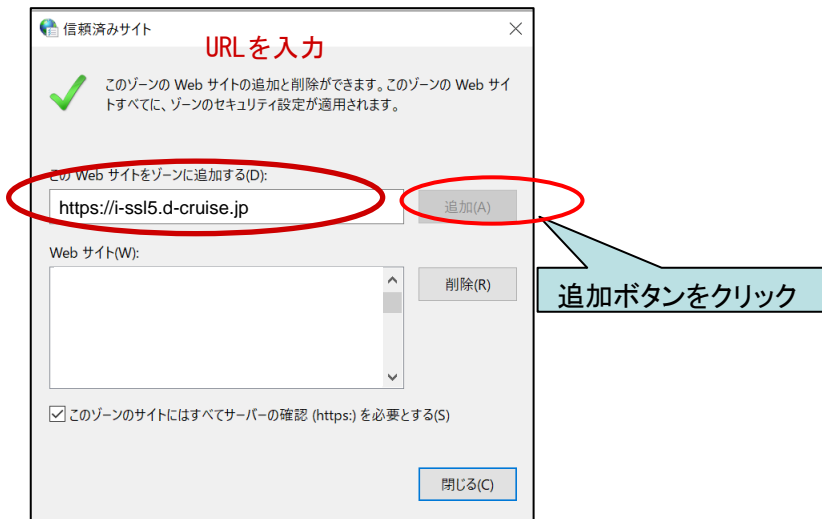 信頼済みサイト
URLを入力
このゾーンの Web サイトの追加と削除ができます。このゾーンの Web サイ
トすべてに、ゾーンのセキュリティ設定が適用されます。
この Web サイトをゾーンに追加する(D):
https://i-ssl5.d-cruise.jp
追加(A)
Web サイト(W):
削除(R)
追加ボタンをクリック
このゾーンのサイトにはすべてサーバーの確認 (https:) を必要とする(S)
閉じる(C)